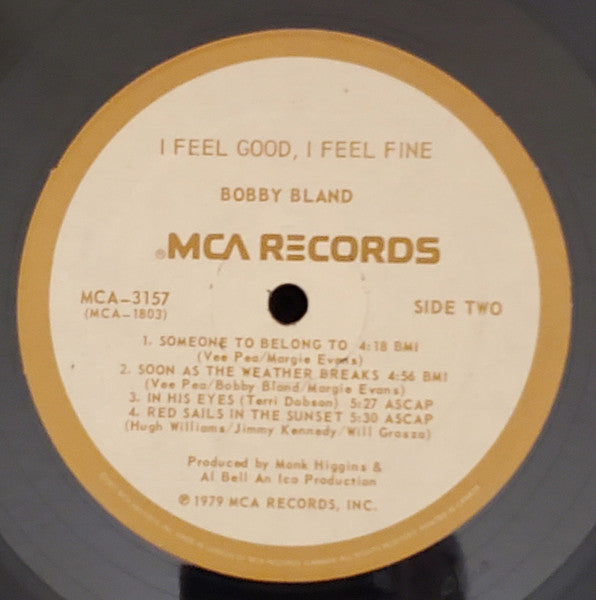 I FEEL GOOD, I FEEL FINE
BOBBY BLAND
®MCA RECORDS
MCA-3157
(MCA-1803)
SIDE TWO
1. SOMEONE TO BELONG TO 4:18 BMI
(Vee Pea/Margie Evans)
2. SOON AS THE WEATHER BREAKS 4:56 BMI
(Vee Pea/Bobby Bland/Margie Evans)
3. IN HIS EYES (Terri Dobson) 5:27 ASCAP
4. RED SAILS IN THE SUNSET 5:30 ASCAP
(Hugh Williams/Jimmy Kennedy/Will Grosza)
Produced by Monk Higgins &
Al Bell An Ico Production
℗ 1979 MCA RECORDS, INC.